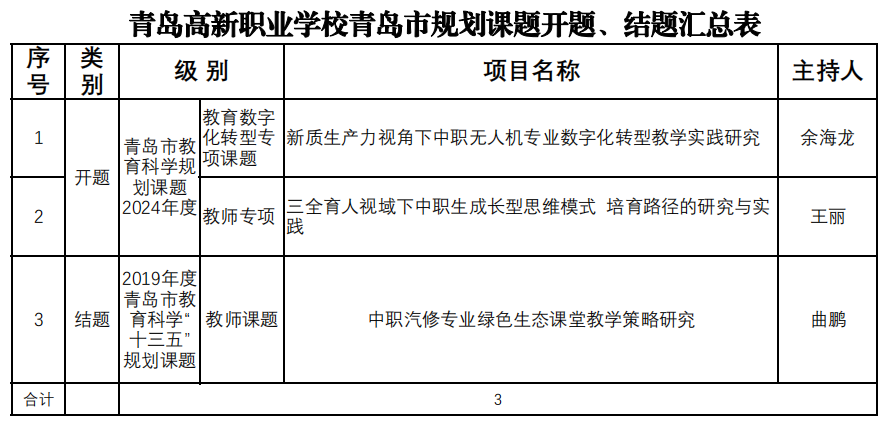 青岛高新职业学校青岛市规划课题开题、结题汇总表
序号
类别
级 别
项目名称
主持人
1
开题
青岛市教
育科学规
划课题
2024年度
教育数字
化转型专
项课题
新质生产力视角下中职无人机专业数字化转型教学实践研究
余海龙
2
教师专项
三全育人视域下中职生成长型思维模式 培育路径的研究与实
践
王丽
3
结题
2019年度
青岛市教
育科学“
十三五”
规划课题
教师课题
中职汽修专业绿色生态课堂教学策略研究
曲鹏
合计
3